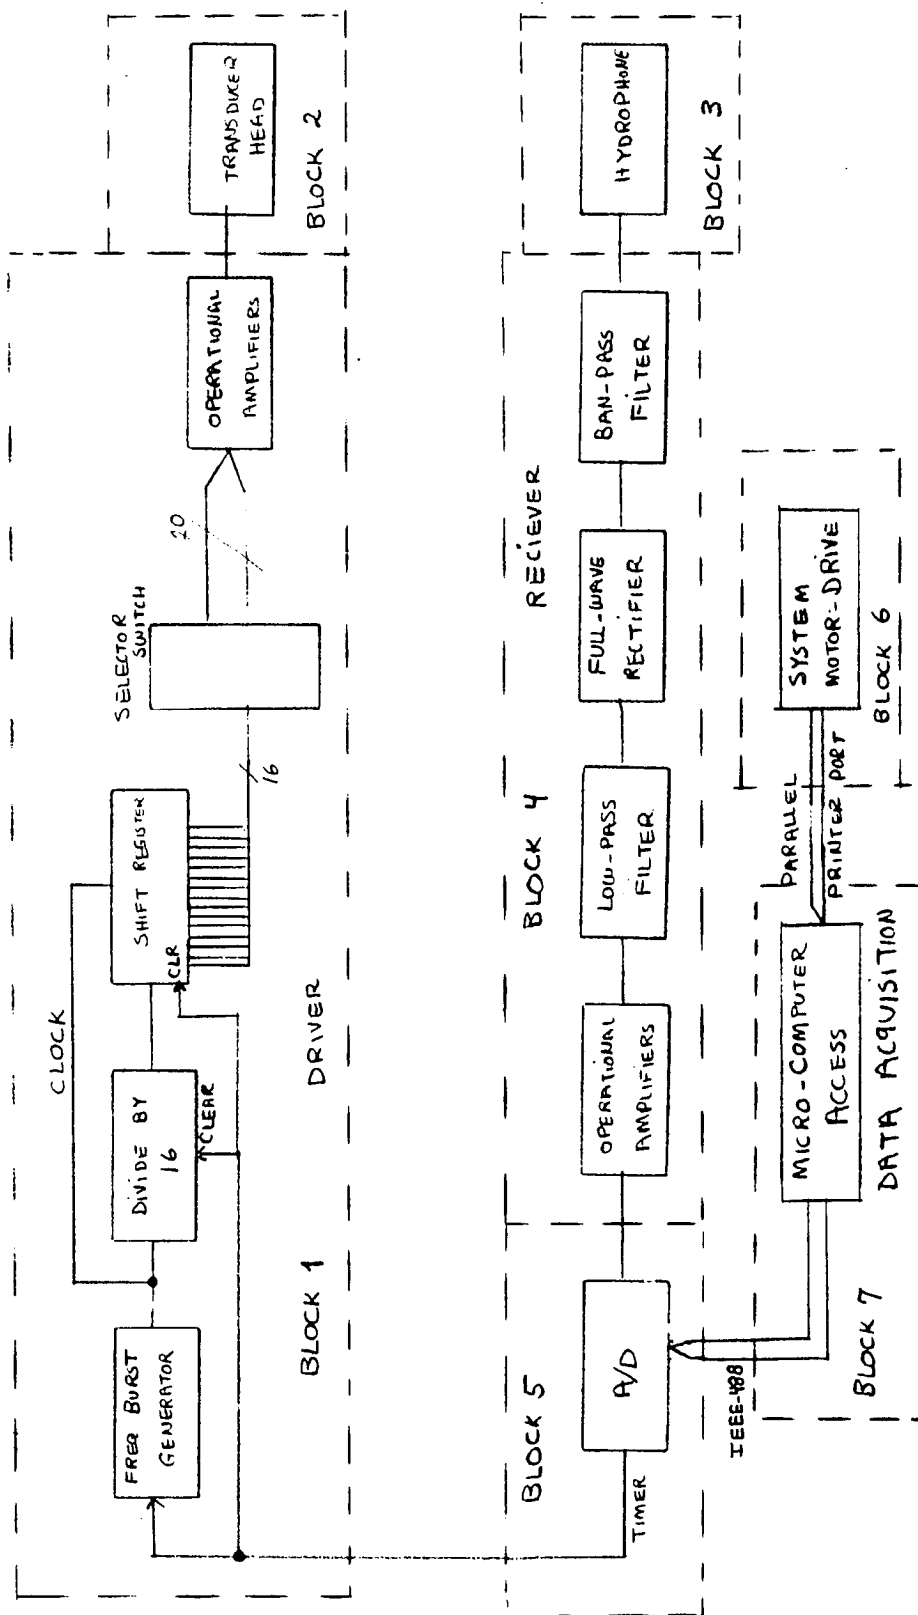 FREQ BURST
GENERATOR
DIVIDE BY
16
CLEAR
CLOCK
SHIFT REGISTER
CLR
16
SELECTOR
SWITCH
20
OPERATIONAL
AMPLIFIERS
BLOCK 1
DRIVER
TRANSDUCER
HEAD
BLOCK 2
BLOCK 5
A/D
TIMER
IEEE-488
OPERATIONAL
AMPLIFIERS
LOW-PASS
FILTER
FULL-WAVE
RECTIFIER
BAN-PASS
FILTER
BLOCK 4
RECIEVER
HYDROPHONE
BLOCK 3
MICRO-COMPUTER
ACCESS
BLOCK 7
DATA ACQUISITION
PARALLEL
PRINTER PORT
SYSTEM
MOTOR-DRIVE
BLOCK 6